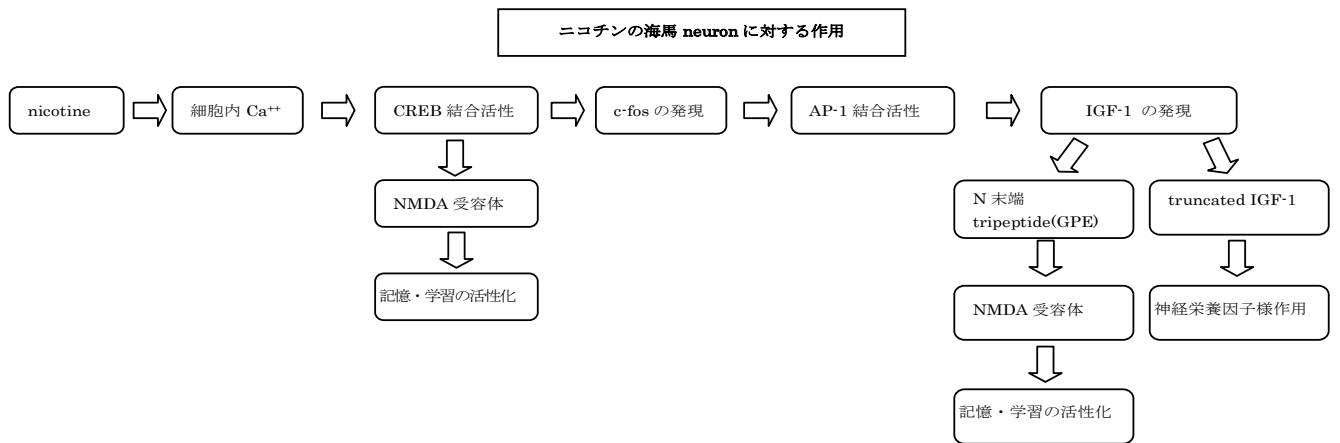 ニコチンの海馬 neuron に対する作用
nicotine
細胞内 Ca⁺⁺
CREB 結合活性
c-fos の発現
AP-1 結合活性
IGF-1 の発現
NMDA 受容体
記憶・学習の活性化
N 末端
tripeptide(GPE)
truncated IGF-1
NMDA 受容体
神経栄養因子様作用
記憶・学習の活性化